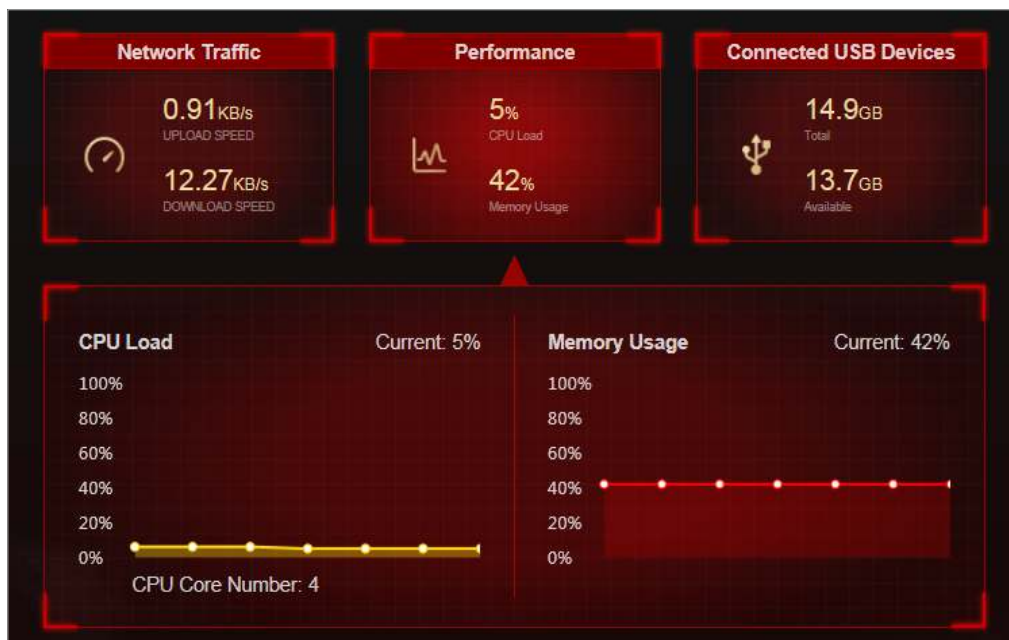 Network Traffic
0.91KB/s
UPLOAD SPEED
12.27KB/s
DOWNLOAD SPEED
Performance
5%
CPU Load
42%
Memory Usage
Connected USB Devices
14.9GB
Total
13.7GB
Available
CPU Load Current: 5%
100%
80%
60%
40%
20%
0%
CPU Core Number: 4
Memory Usage Current: 42%
100%
80%
60%
40%
20%
0%